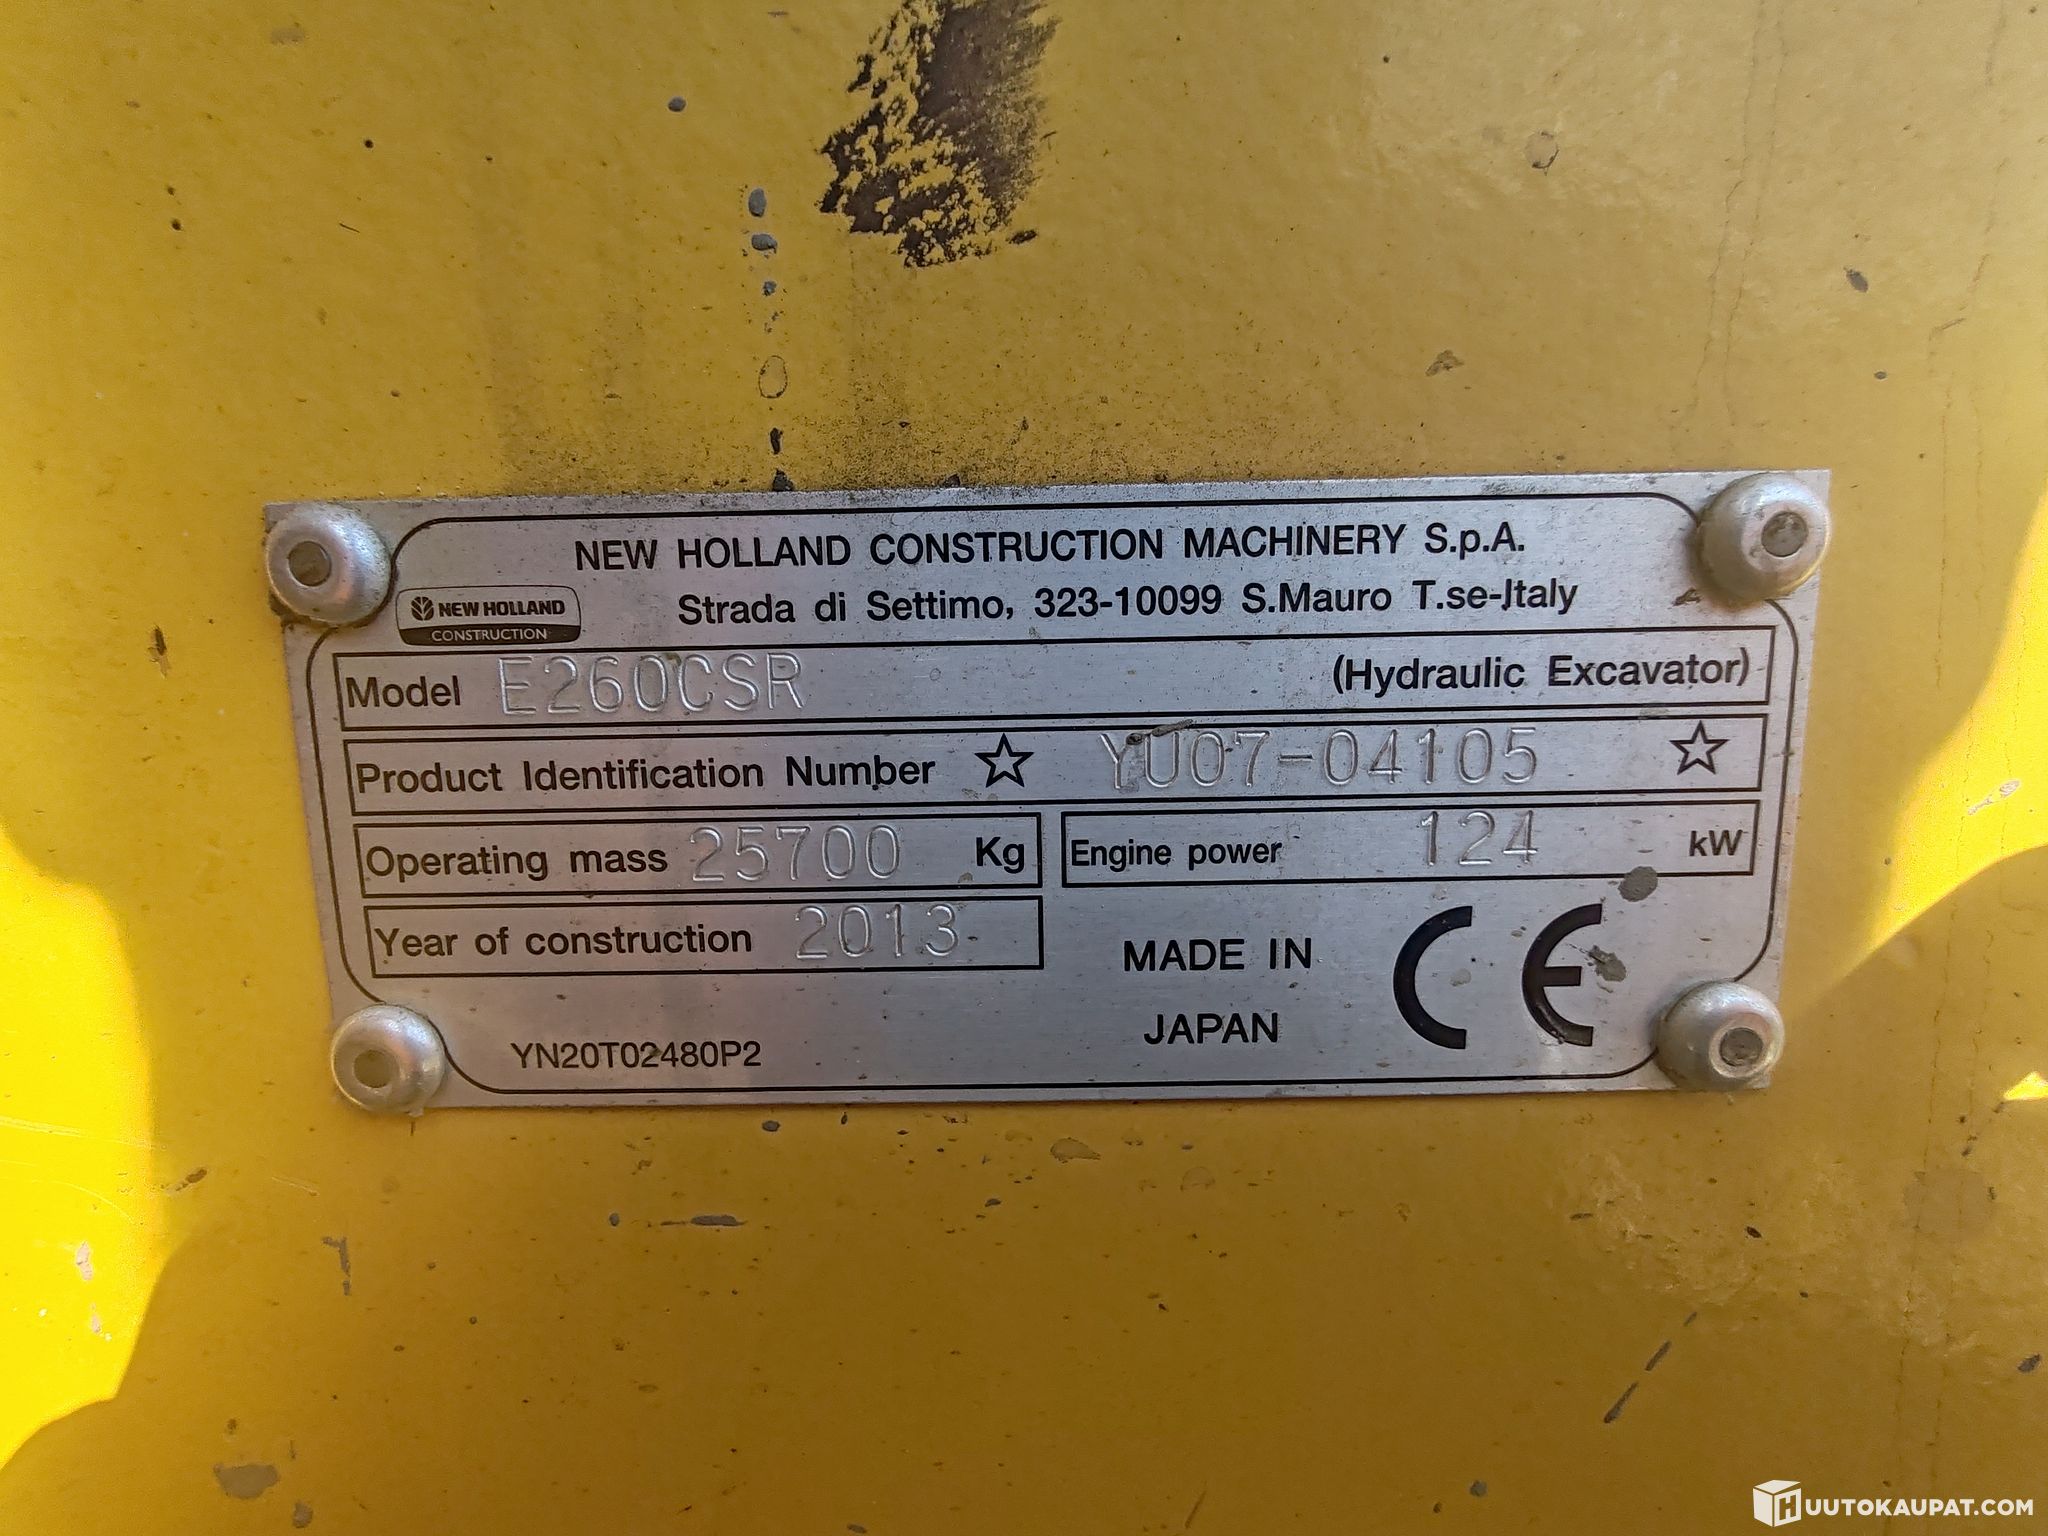 NEW HOLLAND CONSTRUCTION MACHINERY S.p.A.
Strada di Settimo, 323-10099 S.Mauro T.se-Italy
NEW HOLLAND
CONSTRUCTION
Model E260CSR (Hydraulic Excavator)
Product Identification Number ☆ YU07-04105 ☆
Operating mass 25700 Kg Engine power 124 kW
Year of construction 2013
MADE IN
JAPAN
CE
YN20T02480P2
HUUTOKAUPAT.COM